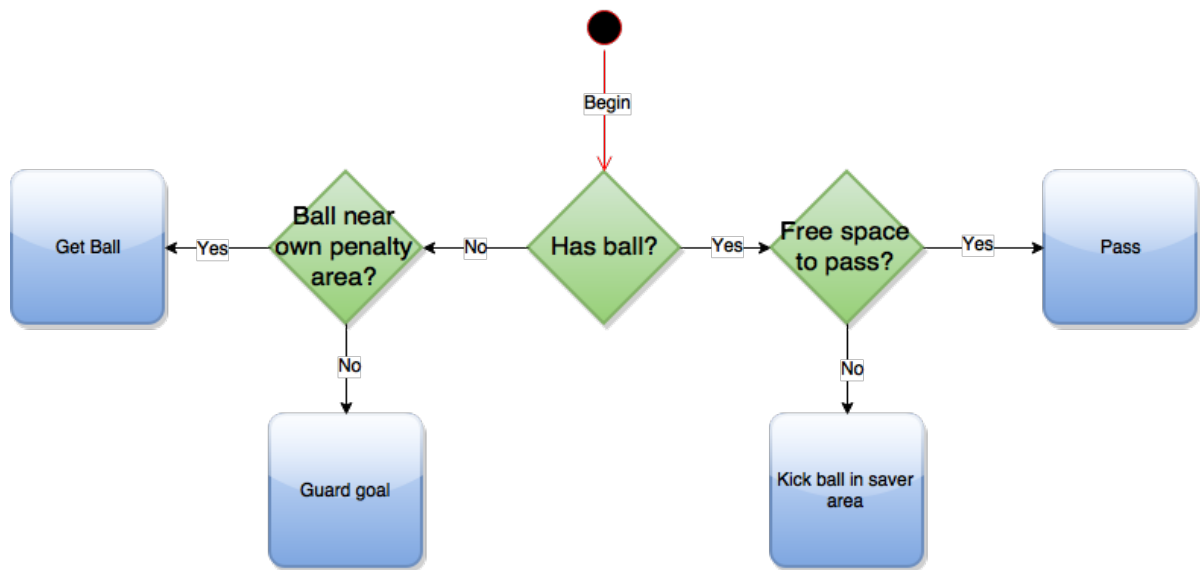 Begin
Get Ball
Yes
Ball near
own penalty
area?
No
Has ball?
Yes
Free space
to pass?
Yes
Pass
No
No
Guard goal
Kick ball in saver
area